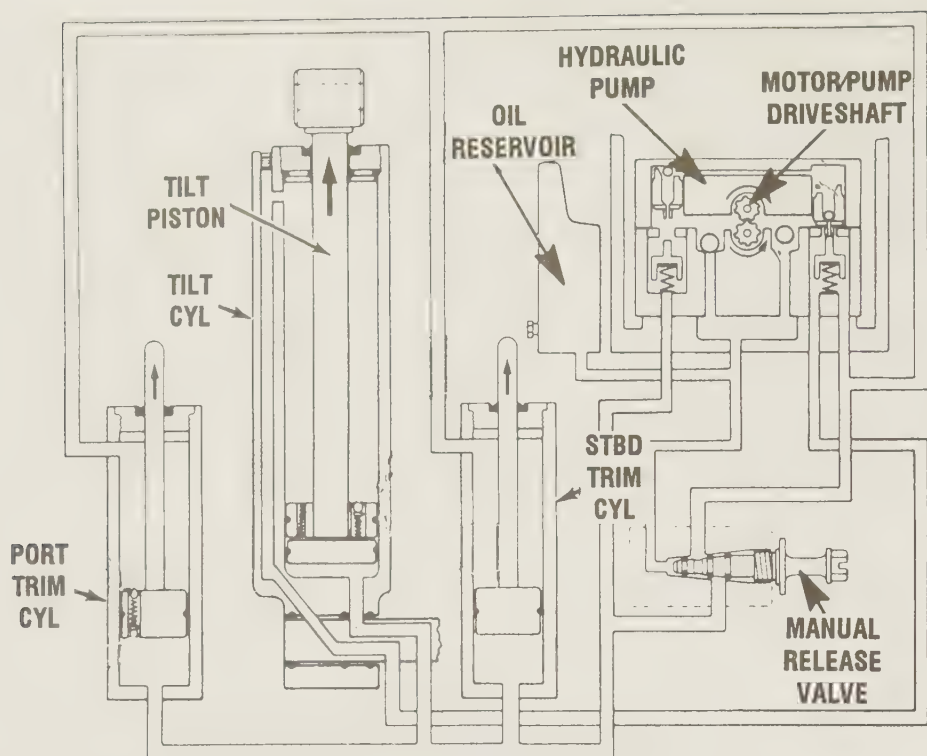 HYDRAULIC
PUMP
MOTOR/PUMP
DRIVESHAFT
OIL
RESERVOIR
TILT
PISTON
TILT
CYL
STBD
TRIM
CYL
PORT
TRIM
CYL
MANUAL
RELEASE
VALVE